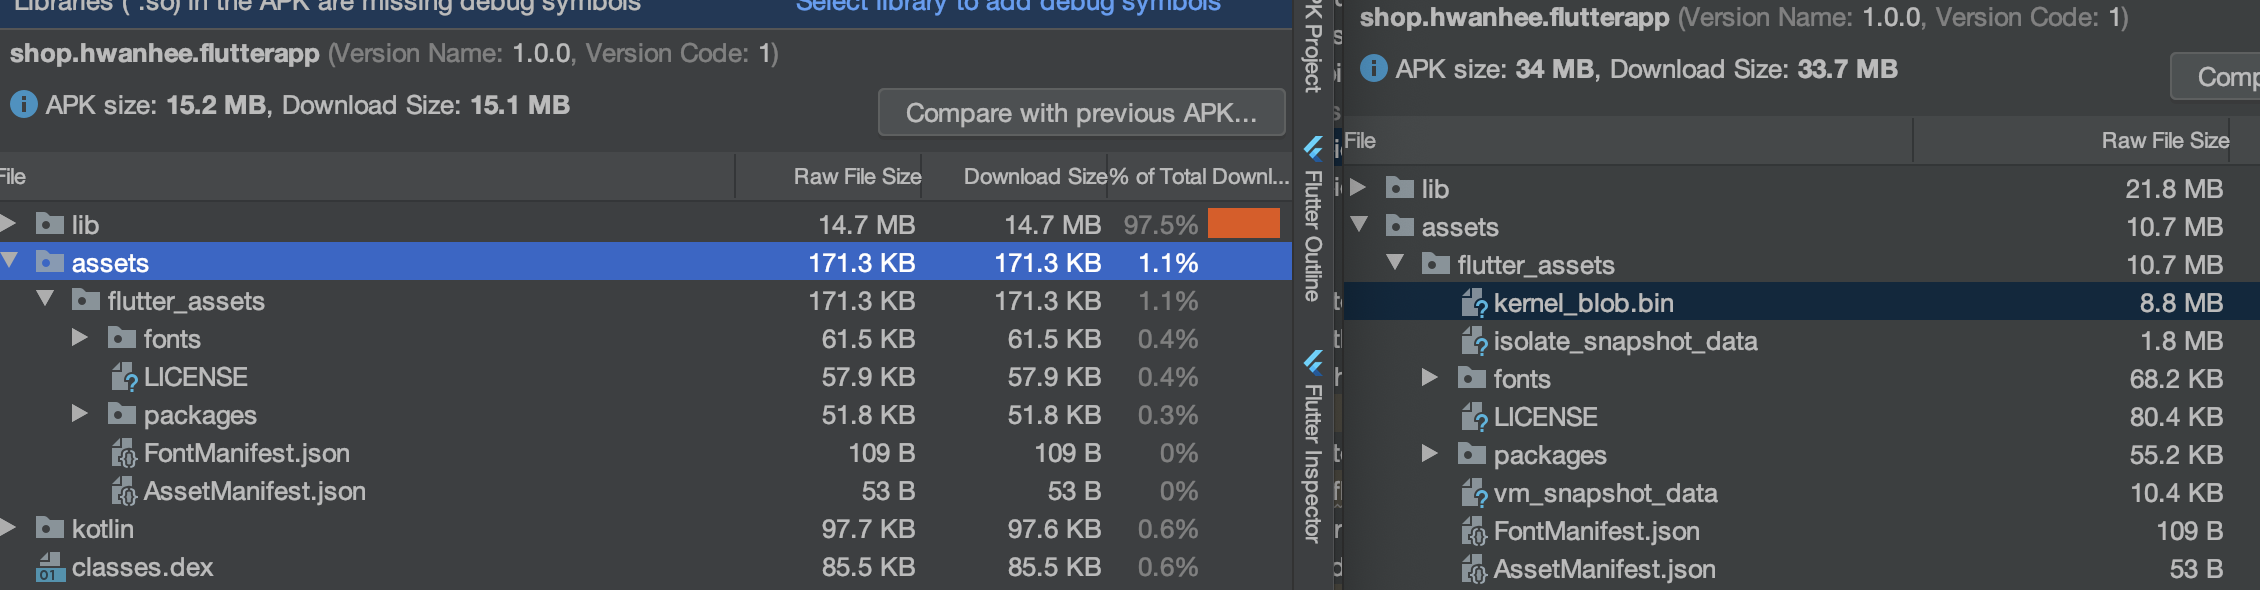 Libraries (*.so) in the APK are missing debug symbols
Select library to add debug symbols
shop.hwanhee.flutterapp (Version Name: 1.0.0, Version Code: 1)
APK size: 15.2 MB, Download Size: 15.1 MB
Compare with previous APK...
File Raw File Size Download Size % of Total Downl...
lib 14.7 MB 14.7 MB 97.5%
assets 171.3 KB 171.3 KB 1.1%
flutter_assets 171.3 KB 171.3 KB 1.1%
fonts 61.5 KB 61.5 KB 0.4%
LICENSE 57.9 KB 57.9 KB 0.4%
packages 51.8 KB 51.8 KB 0.3%
FontManifest.json 109 B 109 B 0%
AssetManifest.json 53 B 53 B 0%
kotlin 97.7 KB 97.6 KB 0.6%
01 classes.dex 85.5 KB 85.5 KB 0.6%
PK Project
Flutter Outline
Flutter Inspector
shop.hwanhee.flutterapp (Version Name: 1.0.0, Version Code: 1)
APK size: 34 MB, Download Size: 33.7 MB
Comp
File Raw File Size
lib 21.8 MB
assets 10.7 MB
flutter_assets 10.7 MB
kernel_blob.bin 8.8 MB
isolate_snapshot_data 1.8 MB
fonts 68.2 KB
LICENSE 80.4 KB
packages 55.2 KB
vm_snapshot_data 10.4 KB
FontManifest.json 109 B
AssetManifest.json 53 B